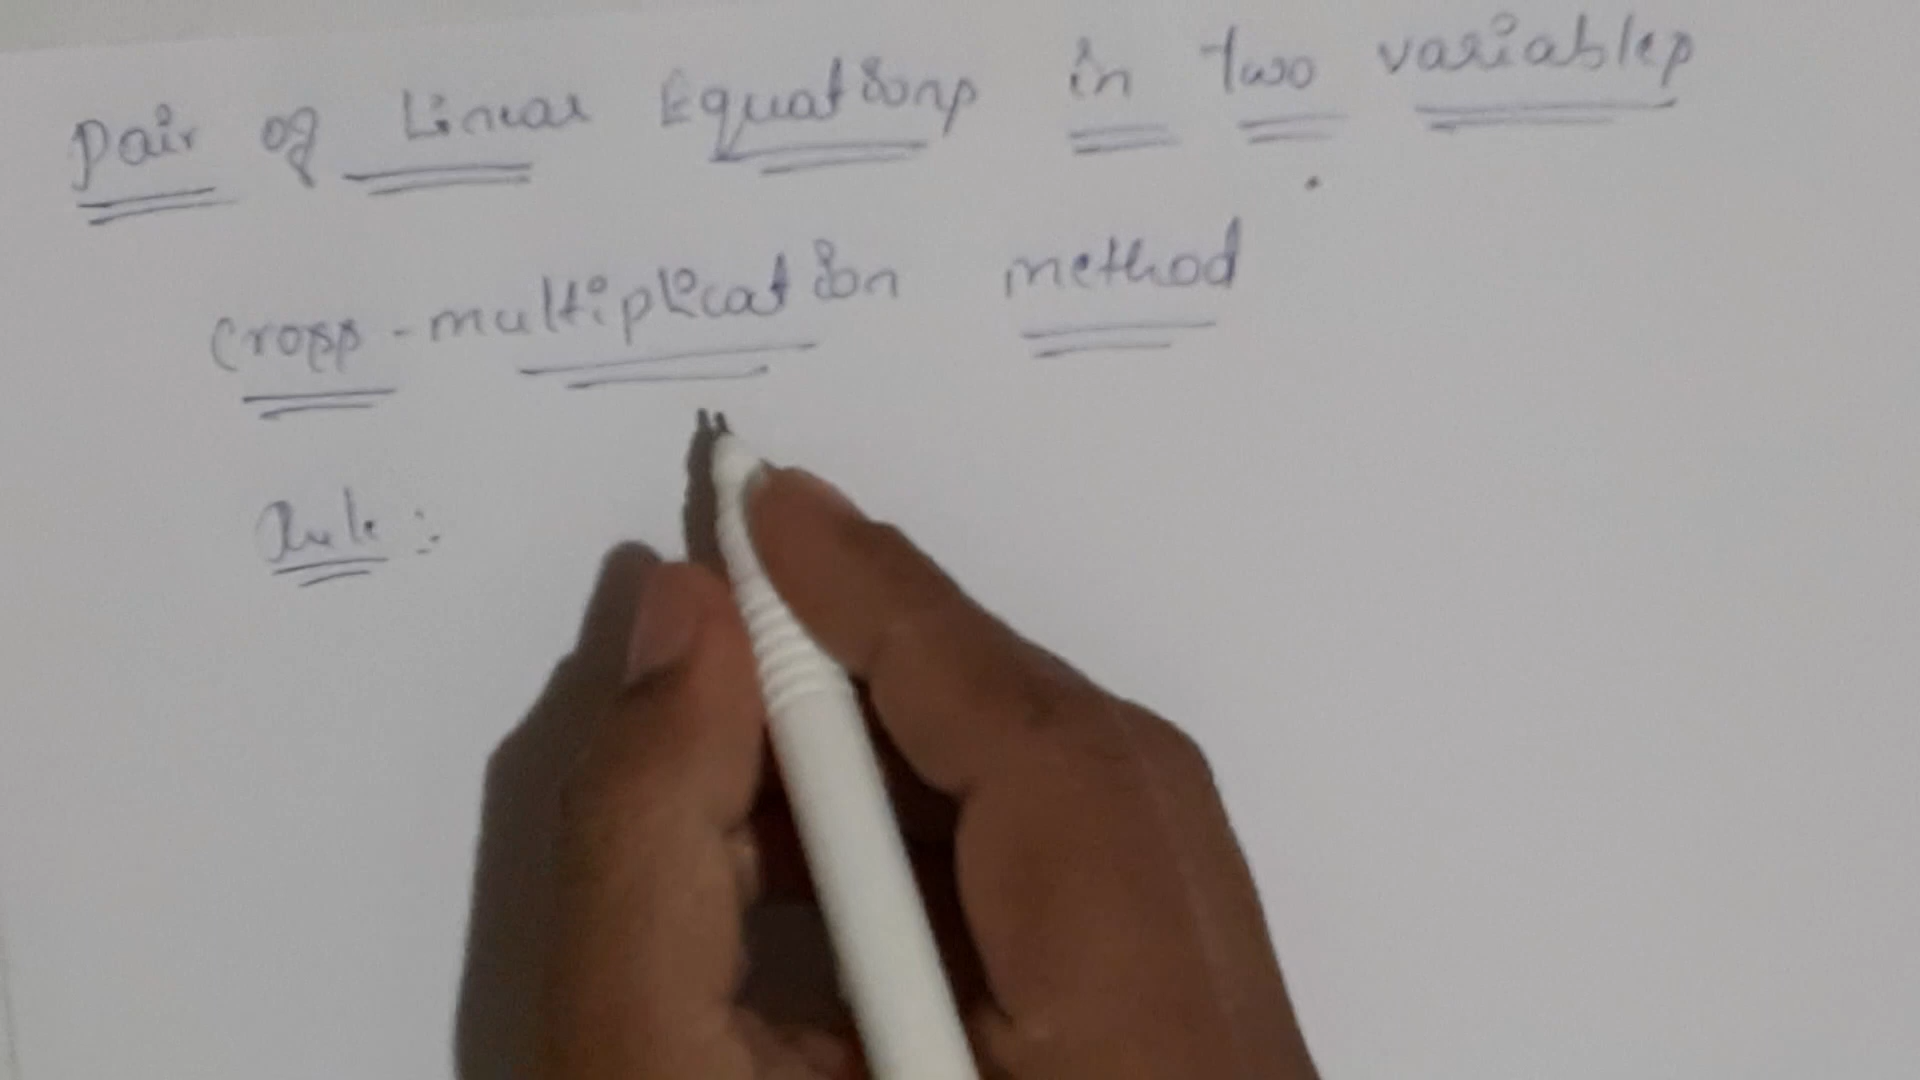 Pair of Linear Equations in two variables
Cross-multiplication method
Rule :-